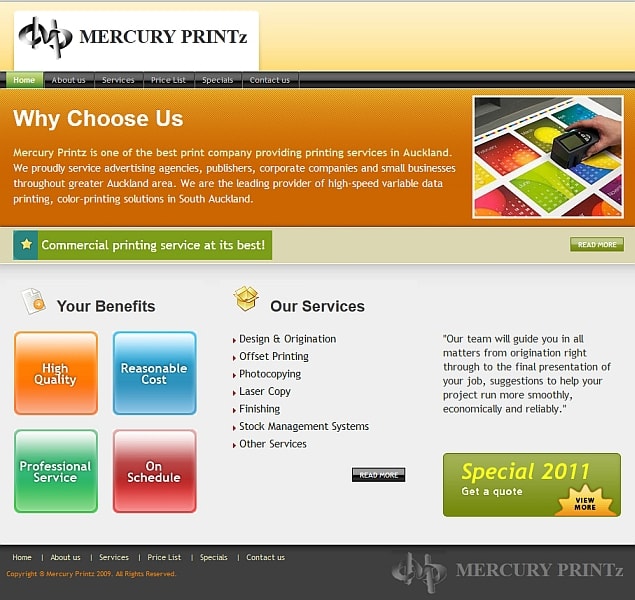 MERCURY PRINTz
Home About us Services Price List Specials Contact us
Why Choose Us
Mercury Printz is one of the best print company providing printing services in Auckland.
We proudly service advertising agencies, publishers, corporate companies and small businesses
throughout greater Auckland area. We are the leading provider of high-speed variable data
printing, color-printing solutions in South Auckland.
Commercial printing service at its best!
READ MORE
Your Benefits
High
Quality
Reasonable
Cost
Professional
Service
On
Schedule
Our Services
Design & Origination
Offset Printing
Photocopying
Laser Copy
Finishing
Stock Management Systems
Other Services
READ MORE
"Our team will guide you in all
matters from origination right
through to the final presentation of
your job, suggestions to help your
project run more smoothly,
economically and reliably."
Special 2011
Get a quote
VIEW
MORE
Home | About us | Services | Price List | Specials | Contact us
Copyright © Mercury Printz 2009. All Rights Reserved.
MERCURY PRINTz